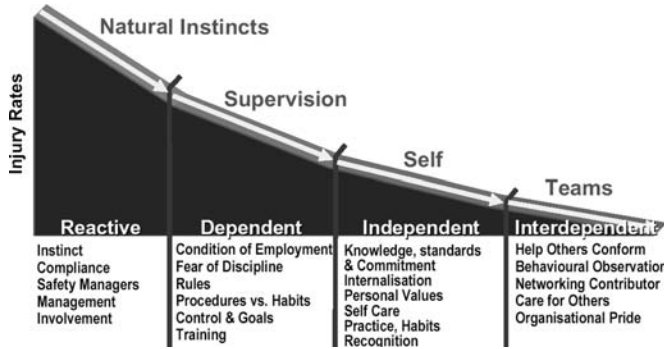 Natural Instincts
Supervision
Self
Teams
Injury Rates
Reactive
Instinct
Compliance
Safety Managers
Management
Involvement
Dependent
Condition of Employment
Fear of Discipline
Rules
Procedures vs. Habits
Control & Goals
Training
Independent
Knowledge, standards
& Commitment
Internalisation
Personal Values
Self Care
Practice, Habits
Recognition
Interdependent
Help Others Conform
Behavioural Observation
Networking Contributor
Care for Others
Organisational Pride